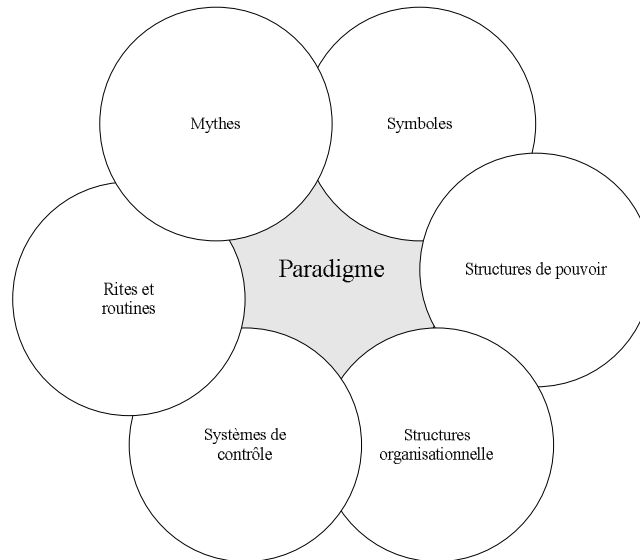 Mythes
Symboles
Paradigme
Structures de pouvoir
Rites et
routines
Systèmes de
contrôle
Structures
organisationnelle